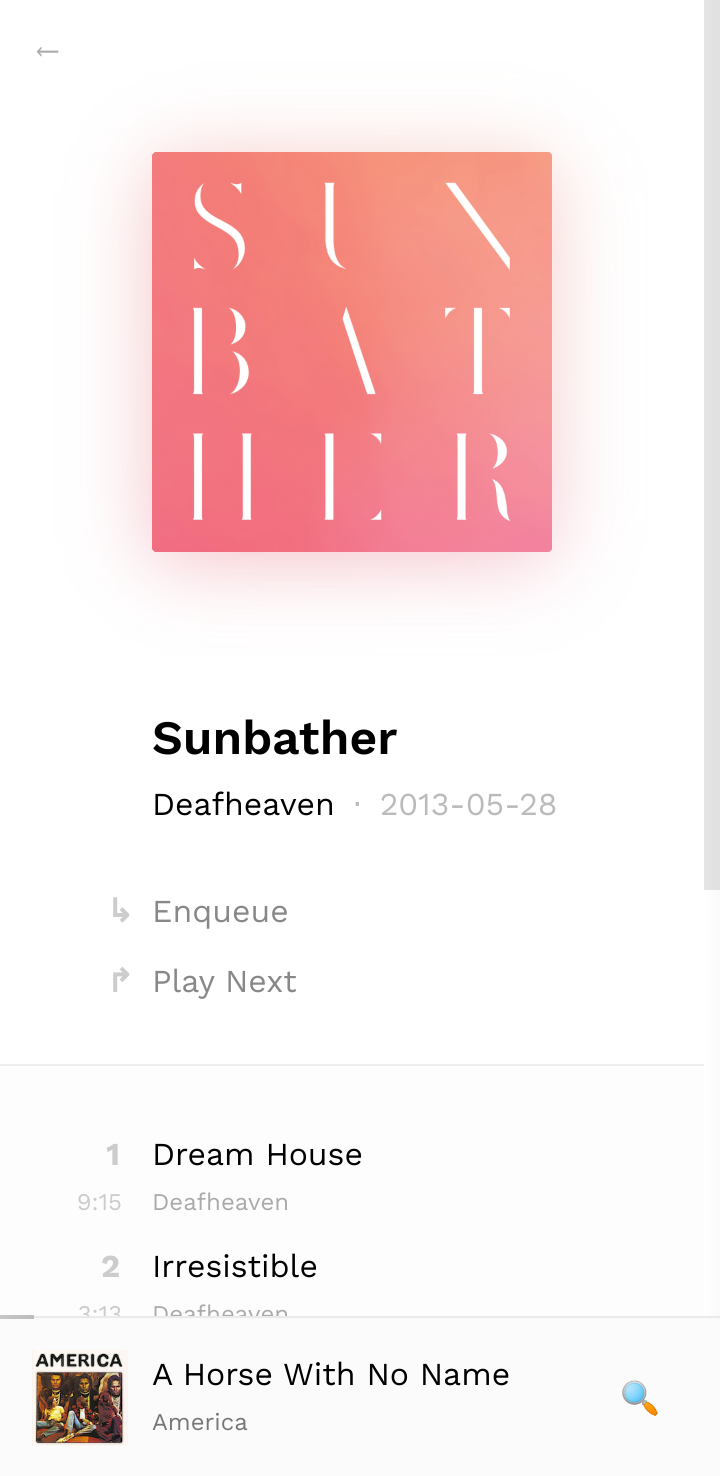 ←
SUN
BAT
HER
Sunbather
Deafheaven · 2013-05-28
↳ Enqueue
↱ Play Next
1 Dream House
9:15 Deafheaven
2 Irresistible
3:13 Deafheaven
AMERICA
A Horse With No Name
America